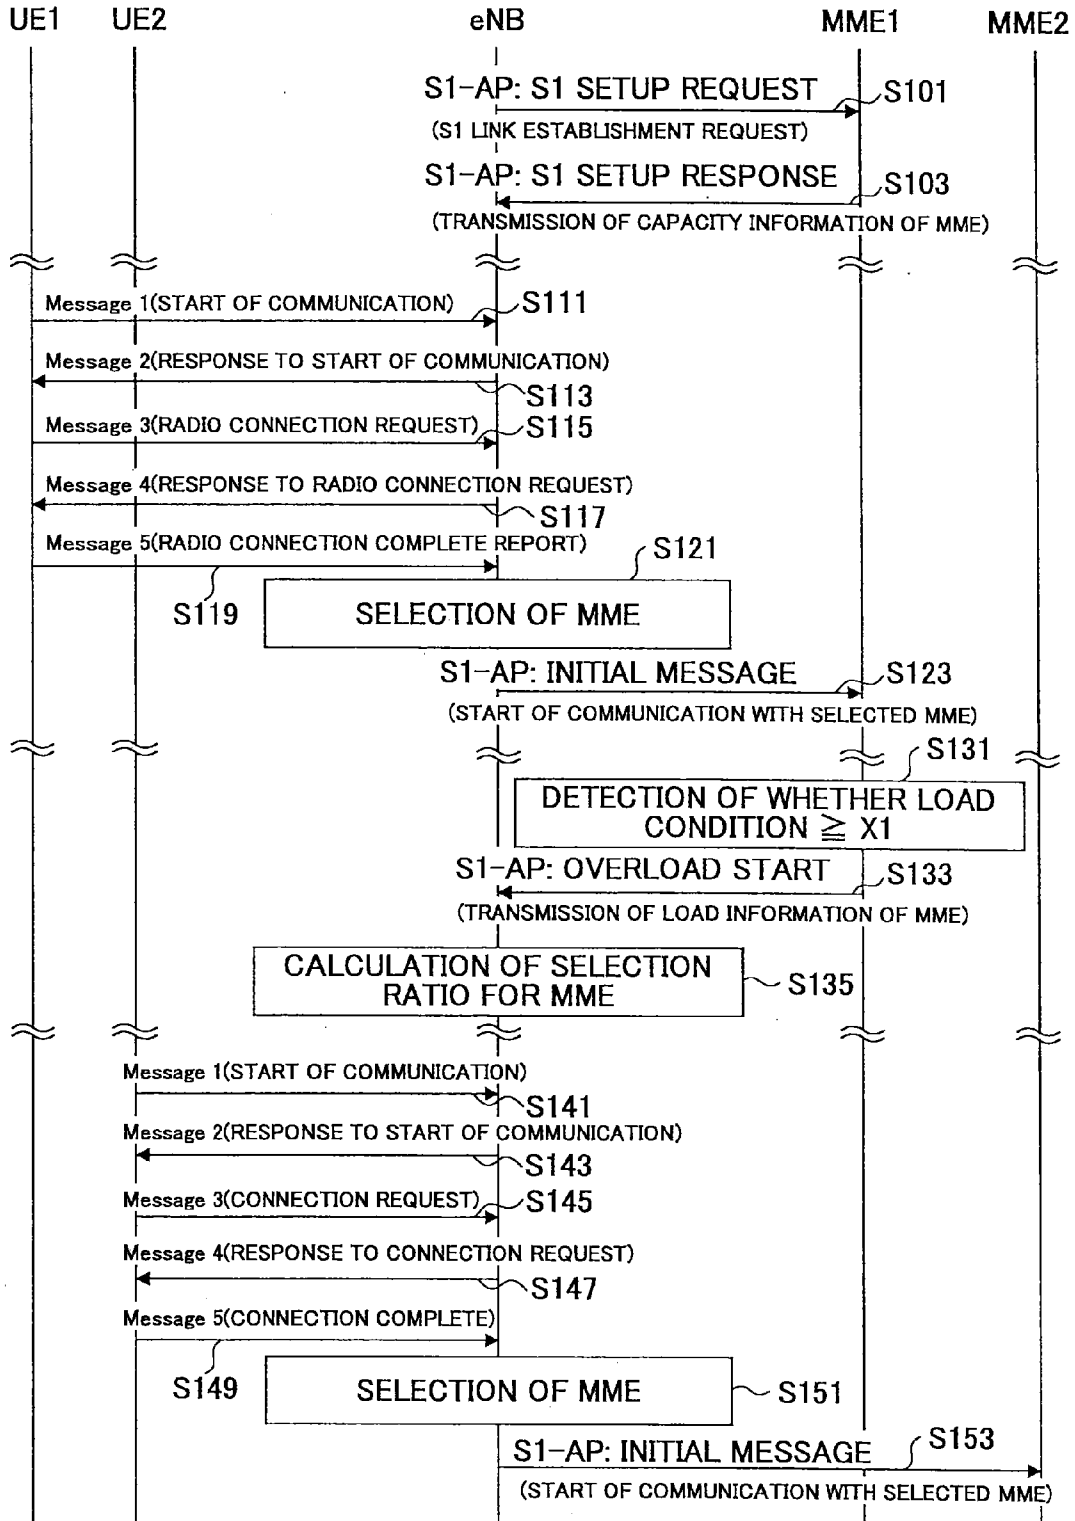 UE1 UE2 eNB MME1 MME2
S1-AP: S1 SETUP REQUEST S101
(S1 LINK ESTABLISHMENT REQUEST)
S1-AP: S1 SETUP RESPONSE S103
(TRANSMISSION OF CAPACITY INFORMATION OF MME)
Message 1(START OF COMMUNICATION) S111
Message 2(RESPONSE TO START OF COMMUNICATION)
S113
Message 3(RADIO CONNECTION REQUEST) S115
Message 4(RESPONSE TO RADIO CONNECTION REQUEST)
S117
Message 5(RADIO CONNECTION COMPLETE REPORT) S121
S119
SELECTION OF MME
S1-AP: INITIAL MESSAGE S123
(START OF COMMUNICATION WITH SELECTED MME)
S131
DETECTION OF WHETHER LOAD
CONDITION ≧ X1
S1-AP: OVERLOAD START S133
(TRANSMISSION OF LOAD INFORMATION OF MME)
CALCULATION OF SELECTION
RATIO FOR MME S135
Message 1(START OF COMMUNICATION)
S141
Message 2(RESPONSE TO START OF COMMUNICATION)
S143
Message 3(CONNECTION REQUEST) S145
Message 4(RESPONSE TO CONNECTION REQUEST)
S147
Message 5(CONNECTION COMPLETE)
S149
SELECTION OF MME S151
S1-AP: INITIAL MESSAGE S153
(START OF COMMUNICATION WITH SELECTED MME)